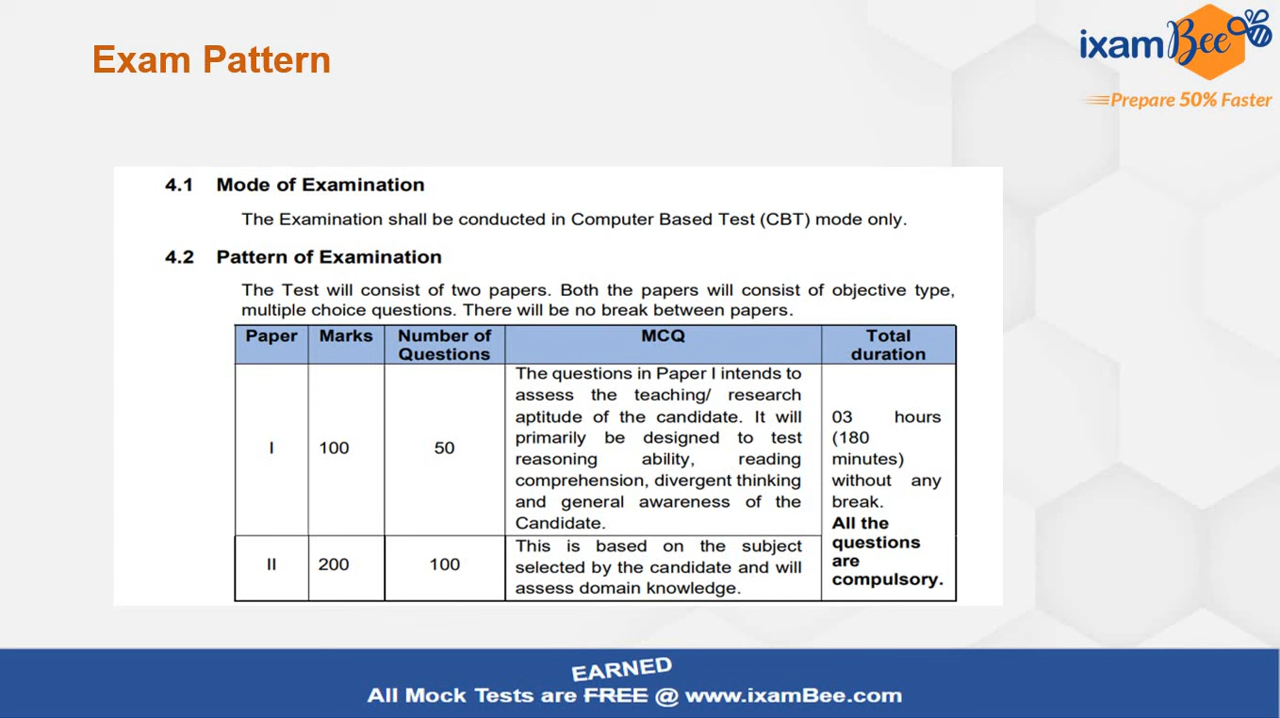 Exam Pattern
ixamBee
Prepare 50% Faster
4.1 Mode of Examination
The Examination shall be conducted in Computer Based Test (CBT) mode only.
4.2 Pattern of Examination
The Test will consist of two papers. Both the papers will consist of objective type,
multiple choice questions. There will be no break between papers.
Paper Marks Number of Questions MCQ Total duration
I 100 50
The questions in Paper I intends to
assess the teaching/ research
aptitude of the candidate. It will
primarily be designed to test
reasoning ability, reading
comprehension, divergent thinking
and general awareness of the
Candidate.
II 200 100
This is based on the subject
selected by the candidate and will
assess domain knowledge.
03 hours
(180
minutes)
without any
break.
All the
questions
are
compulsory.
EARNED
All Mock Tests are FREE @ www.ixamBee.com